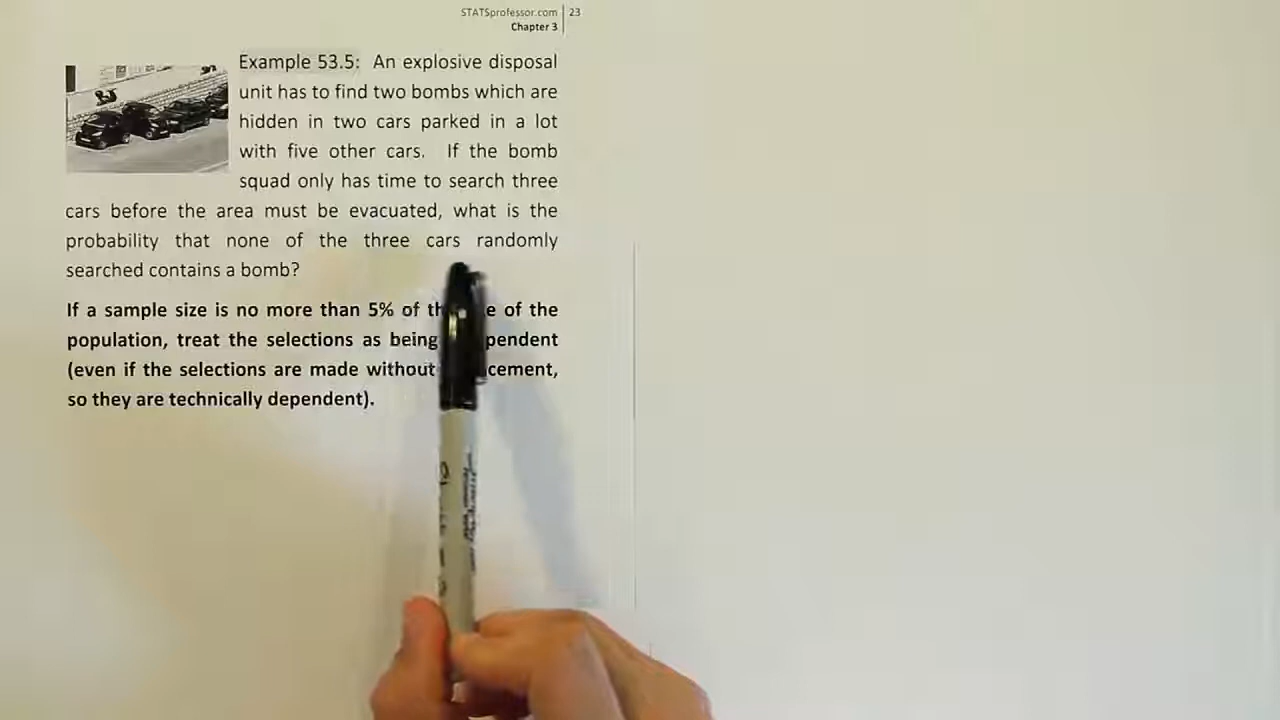 STATSprofessor.com 23
Chapter 3
Example 53.5: An explosive disposal
unit has to find two bombs which are
hidden in two cars parked in a lot
with five other cars. If the bomb
squad only has time to search three
cars before the area must be evacuated, what is the
probability that none of the three cars randomly
searched contains a bomb?
If a sample size is no more than 5% of of the
population, treat the selections as being
(even if the selections are made without
so they are technically dependent).